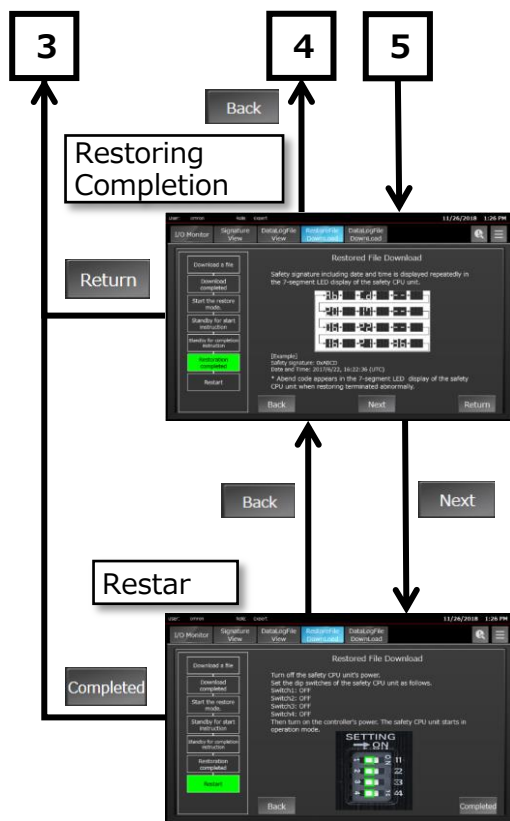 3
4
5
Back
Restoring
Completion
User: omron Role: Expert 11/26/2018 1:26 PM
I/O Monitor
Signature
View
DataLogFile
View
RestoreFile
DownLoad
DataLogFile
DownLoad
Return
Restored File Download
Download a file
Download
completed
Start the restore
mode.
Standby for start
instruction
Standby for completion
instruction
Restoration
completed
Restart
Safety signature including date and time is displayed repeatedly in
the 7-segment LED display of the safety CPU unit.
[Example]
Safety signature: 0xABCD
Date and Time: 2017/6/22, 16:22:36 (UTC)
* Abend code appears in the 7-segment LED display of the safety
CPU unit when restoring terminated abnormally.
Back
Next
Return
Back
Next
Restar
User: omron Role: Expert 11/26/2018 1:26 PM
I/O Monitor
Signature
View
DataLogFile
View
RestoreFile
DownLoad
DataLogFile
DownLoad
Completed
Restored File Download
Download a file
Download
completed
Start the restore
mode.
Standby for start
instruction
Standby for completion
instruction
Restoration
completed
Restart
Turn off the safety CPU unit's power.
Set the dip switches of the safety CPU unit as follows.
Switch1: OFF
Switch2: OFF
Switch3: OFF
Switch4: OFF
Then turn on the controller's power. The safety CPU unit starts in
operation mode.
SETTING
→ ON
Back
Completed